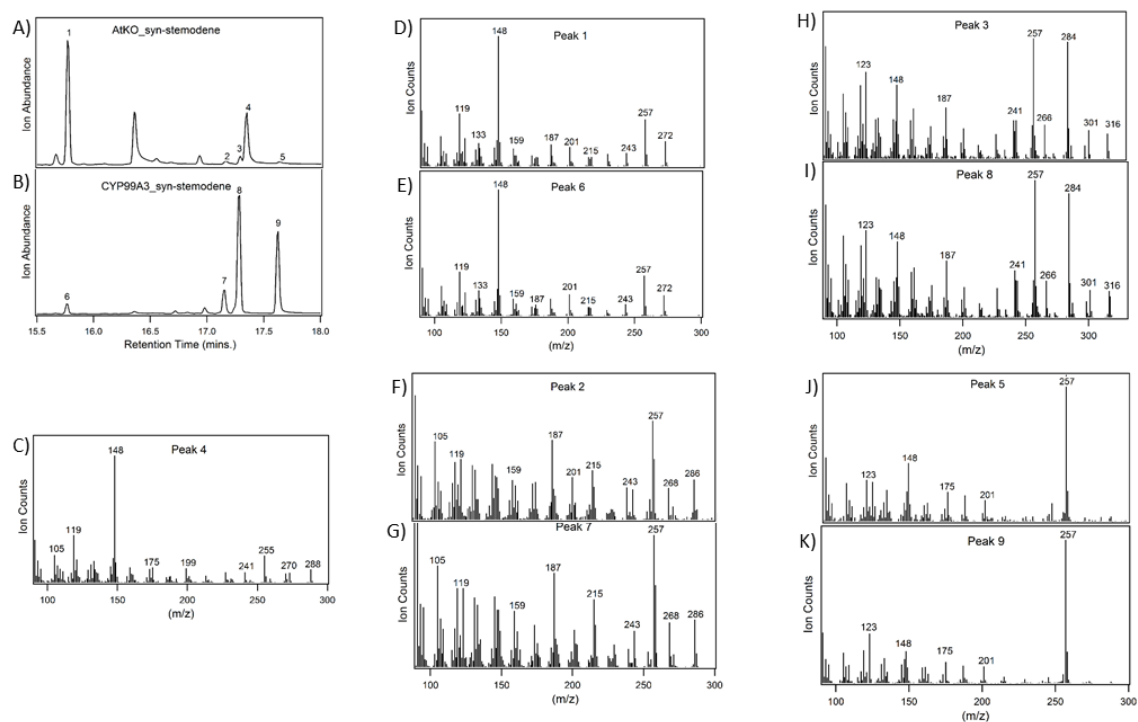 A)
AtKO_syn-stemodene
Ion Abundance
1
2
3
4
5
B)
CYP99A3_syn-stemodene
Ion Abundance
6
7
8
9
15.5 16.0 16.5 17.0 17.5 18.0
Retention Time (mins.)
C)
Peak 4
Ion Counts
105
119
148
175
199
241
255
270
288
100 150 200 250 300
(m/z)
D)
Peak 1
Ion Counts
119
133
148
159
187
201
215
243
257
272
E)
Peak 6
Ion Counts
119
133
148
159
187
201
215
243
257
272
100 150 200 250 300
(m/z)
F)
Peak 2
Ion Counts
105
119
159
187
201
215
243
257
268
286
G)
Peak 7
Ion Counts
105
119
159
187
215
243
257
268
286
100 150 200 250 300
(m/z)
H)
Peak 3
Ion Counts
123
148
187
241
257
266
284
301
316
I)
Peak 8
Ion Counts
123
148
187
241
257
266
284
301
316
100 150 200 250 300
(m/z)
J)
Peak 5
Ion Counts
123
148
175
201
257
K)
Peak 9
Ion Counts
123
148
175
201
257
100 150 200 250 300
(m/z)